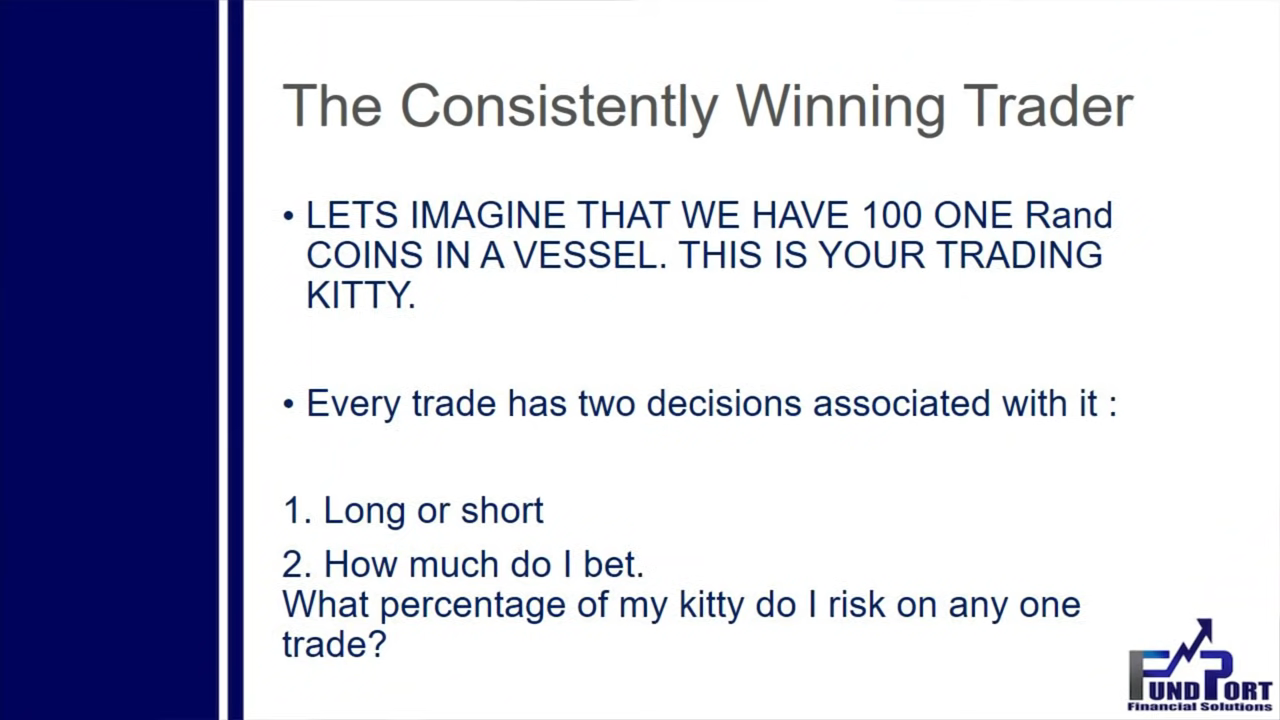 The Consistently Winning Trader
• LETS IMAGINE THAT WE HAVE 100 ONE Rand
COINS IN A VESSEL. THIS IS YOUR TRADING
KITTY.
• Every trade has two decisions associated with it :
1. Long or short
2. How much do I bet.
What percentage of my kitty do I risk on any one
trade?
FUNDPORT
Financial Solutions